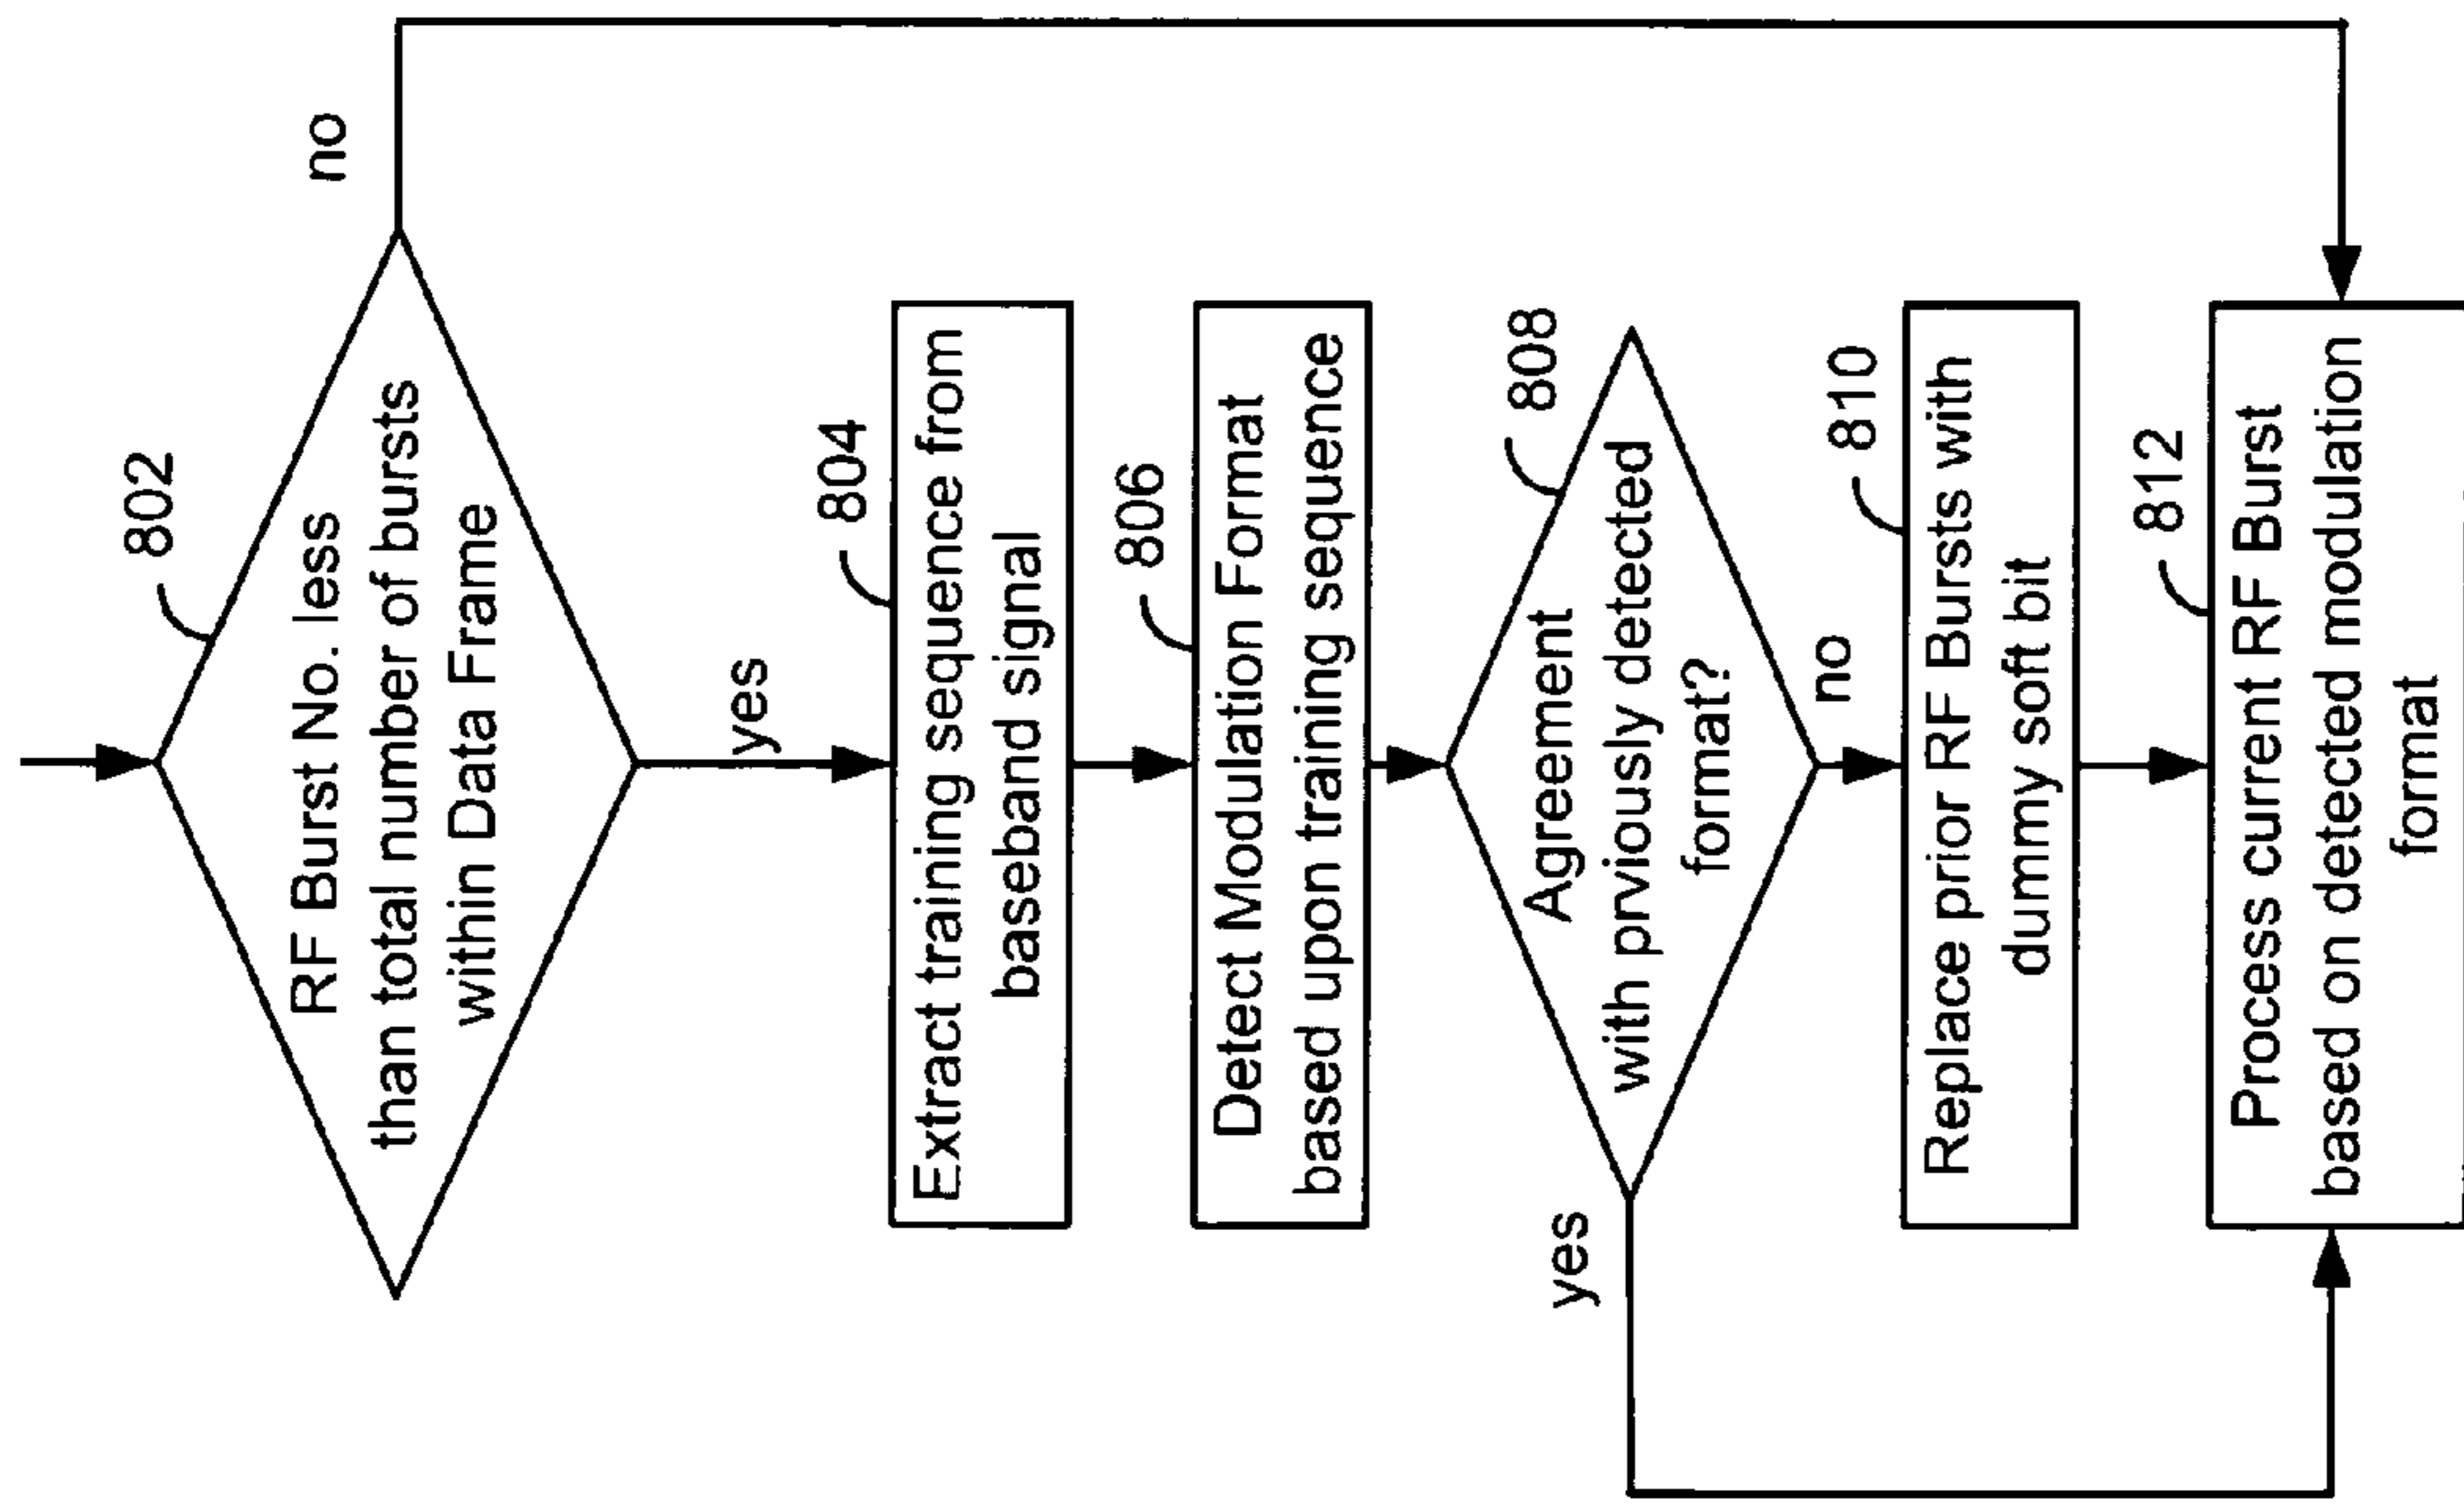 802
RF Burst No. less
than total number of bursts
within Data Frame
no
yes
804
Extract training sequence from
baseband signal
806
Detect Modulation Format
based upon training sequence
808
Agreement
with prviously detected
format?
yes
no
810
Replace prior RF Bursts with
dummy soft bit
812
Process current RF Burst
based on detected modulation
format